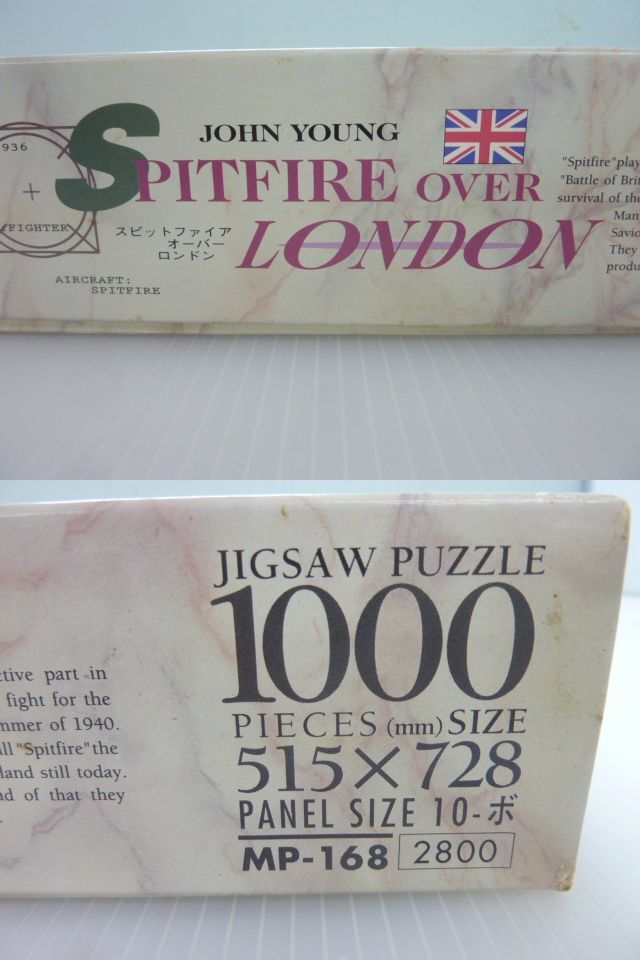 936
+
FIGHTER
AIRCRAFT:
SPITFIRE
JOHN YOUNG
SPITFIRE OVER
LONDON
スピットファイア
オーバー
ロンドン
"Spitfire"play
"Battle of Brit
survival of the
Man
Savio
They
produ
ctive part in
fight for the
mmer of 1940.
ll "Spitfire"the
land still today.
ad of that they
JIGSAW PUZZLE
1000
PIECES (mm) SIZE
515×728
PANEL SIZE 10-ボ
MP-168 2800